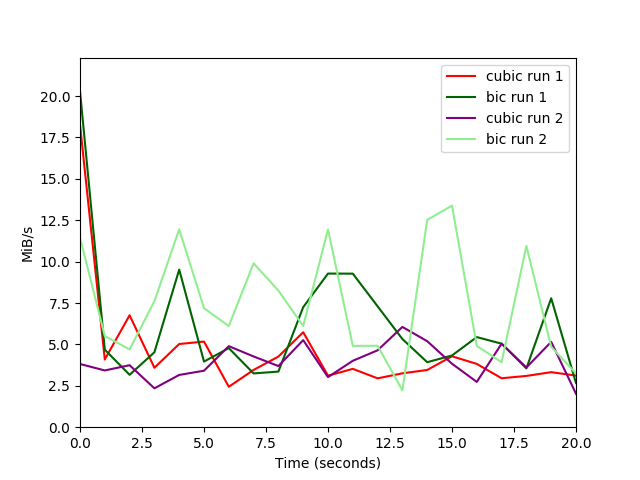 cubic run 1
bic run 1
cubic run 2
bic run 2
20.0
17.5
15.0
12.5
10.0
7.5
5.0
2.5
0.0
MiB/s
0.0 2.5 5.0 7.5 10.0 12.5 15.0 17.5 20.0
Time (seconds)